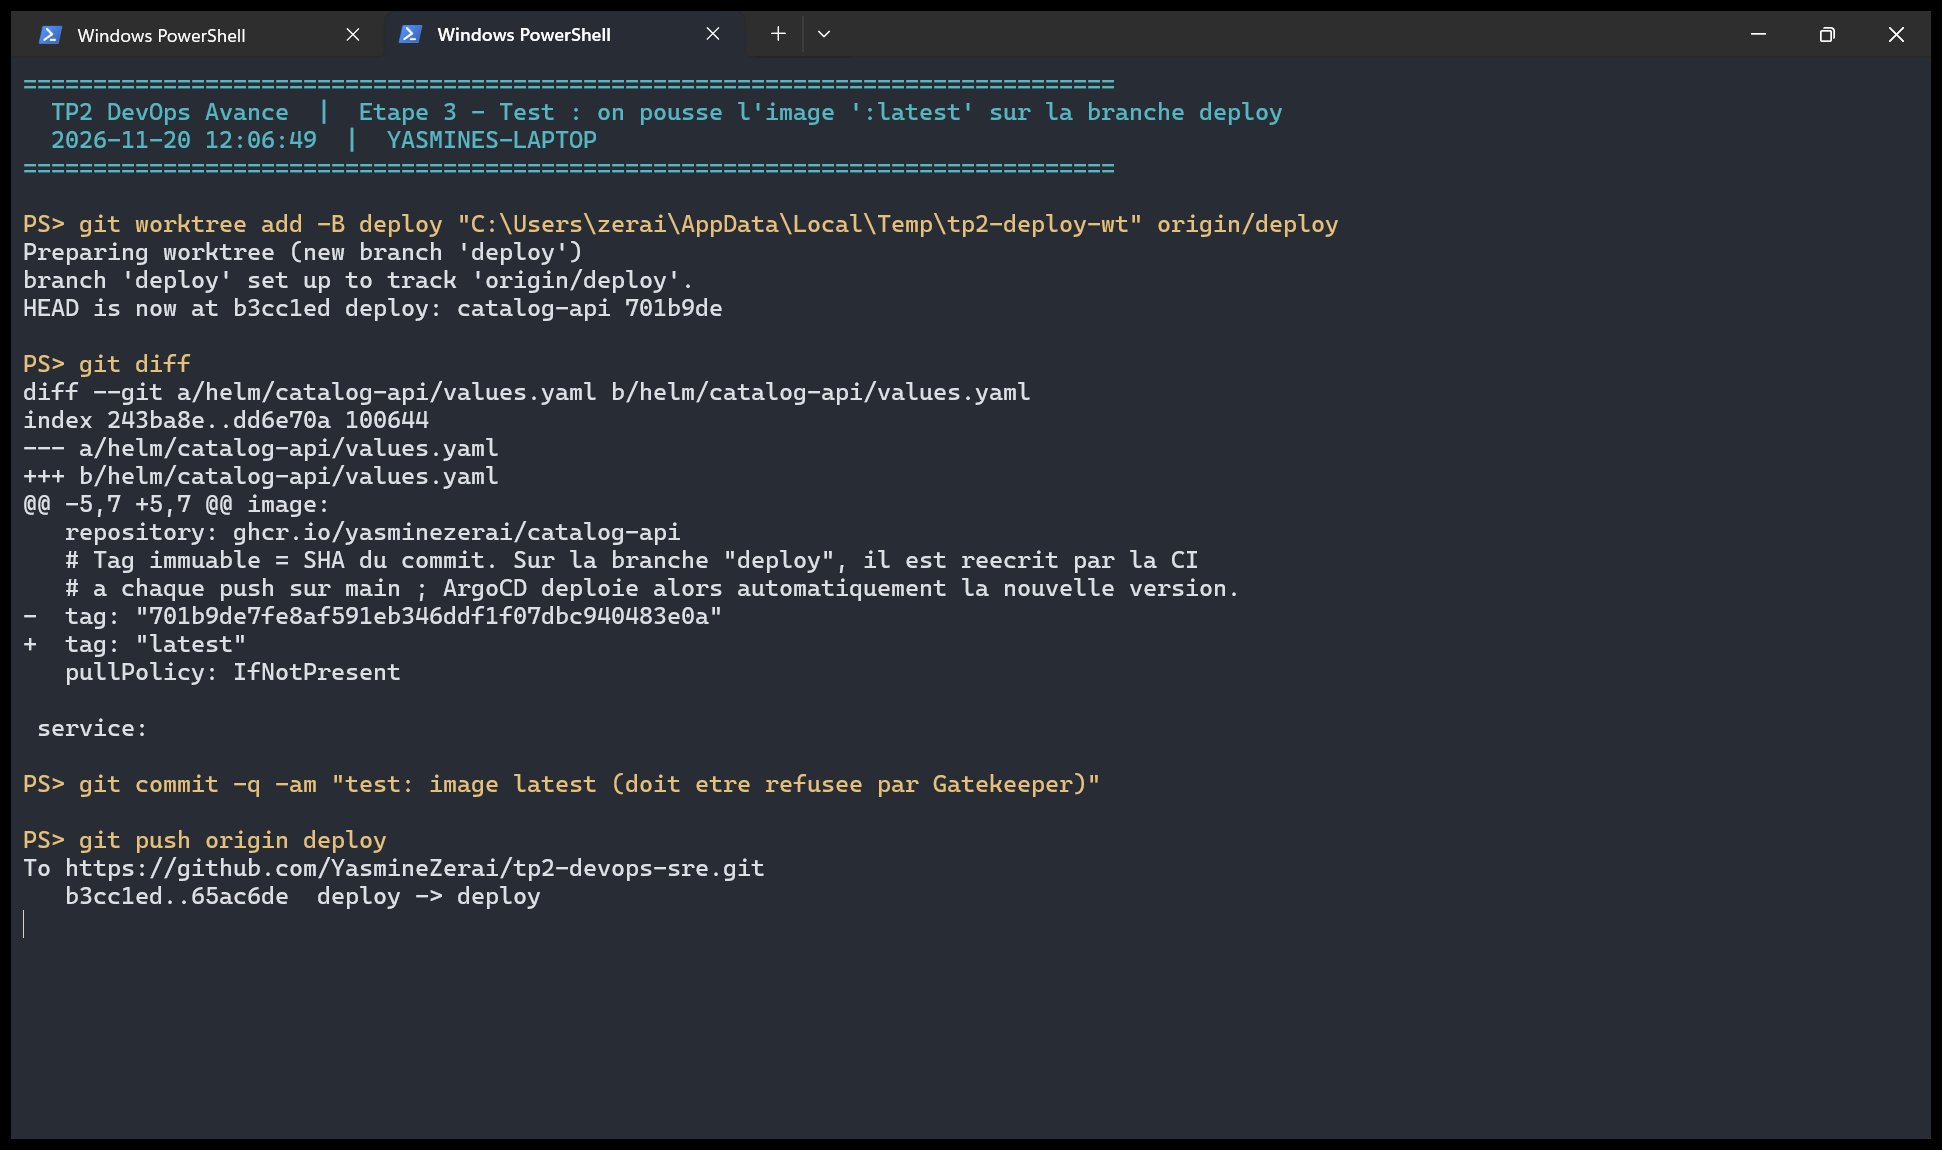 Windows PowerShell
Windows PowerShell
==============================================================================
  TP2 DevOps Avance  |  Etape 3 - Test : on pousse l'image ':latest' sur la branche deploy
  2026-11-20 12:06:49  |  YASMINES-LAPTOP
==============================================================================
PS> git worktree add -B deploy "C:\Users\zerai\AppData\Local\Temp\tp2-deploy-wt" origin/deploy
Preparing worktree (new branch 'deploy')
branch 'deploy' set up to track 'origin/deploy'.
HEAD is now at b3cc1ed deploy: catalog-api 701b9de
PS> git diff
diff --git a/helm/catalog-api/values.yaml b/helm/catalog-api/values.yaml
index 243ba8e..dd6e70a 100644
--- a/helm/catalog-api/values.yaml
+++ b/helm/catalog-api/values.yaml
@@ -5,7 +5,7 @@ image:
   repository: ghcr.io/yasminezerai/catalog-api
   # Tag immuable = SHA du commit. Sur la branche "deploy", il est reecrit par la CI
   # a chaque push sur main ; ArgoCD deploie alors automatiquement la nouvelle version.
-  tag: "701b9de7fe8af591eb346ddf1f07dbc940483e0a"
+  tag: "latest"
   pullPolicy: IfNotPresent
 service:
PS> git commit -q -am "test: image latest (doit etre refusee par Gatekeeper)"
PS> git push origin deploy
To https://github.com/YasmineZerai/tp2-devops-sre.git
   b3cc1ed..65ac6de  deploy -> deploy